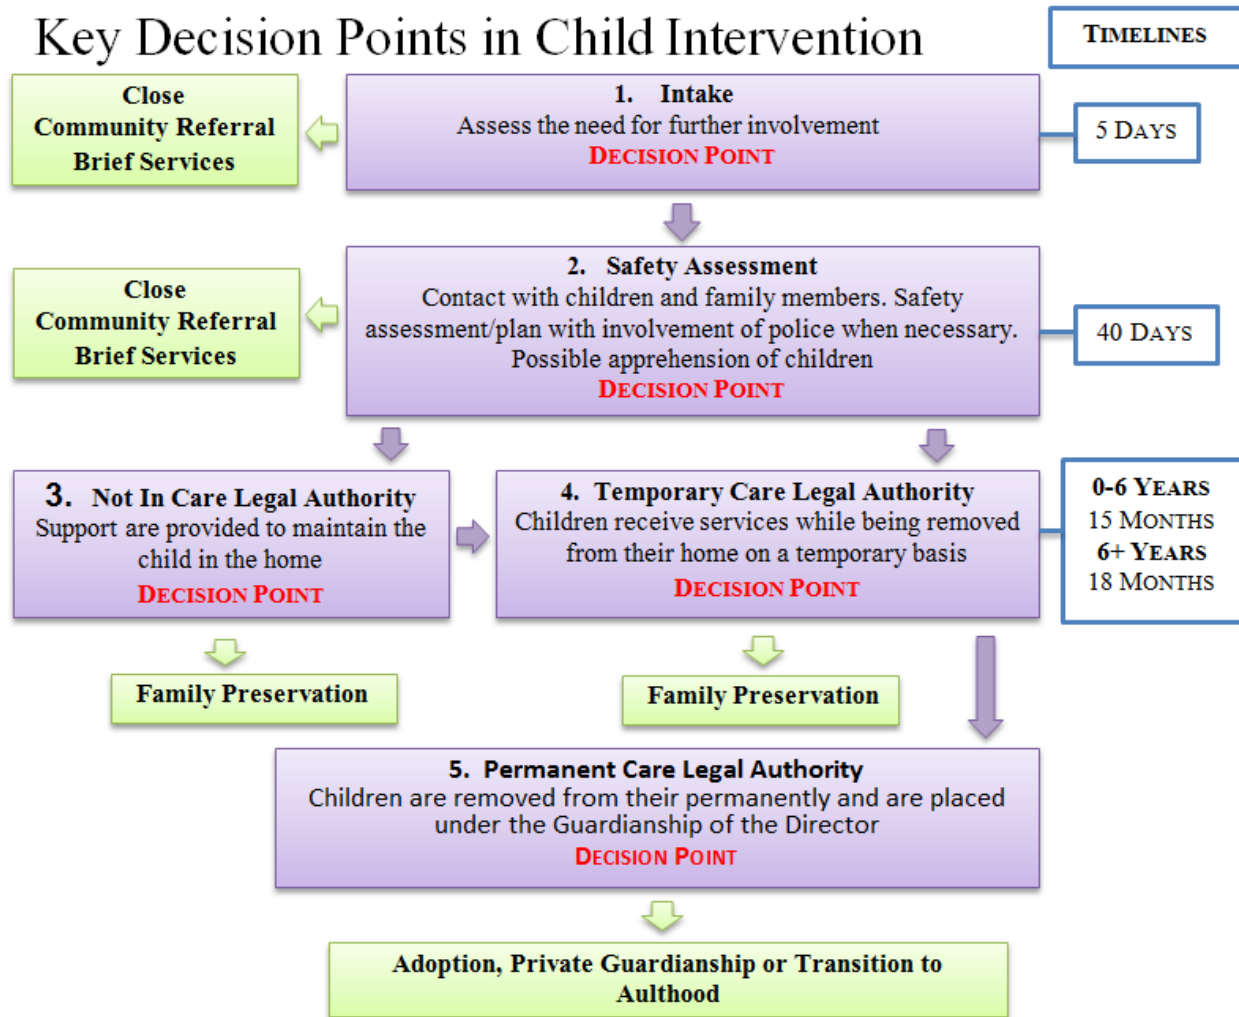 Key Decision Points in Child Intervention
TIMELINES
Close
Community Referral
Brief Services
1. Intake
Assess the need for further involvement
DECISION POINT
5 DAYS
Close
Community Referral
Brief Services
2. Safety Assessment
Contact with children and family members. Safety
assessment/plan with involvement of police when necessary.
Possible apprehension of children
DECISION POINT
40 DAYS
3. Not In Care Legal Authority
Support are provided to maintain the
child in the home
DECISION POINT
4. Temporary Care Legal Authority
Children receive services while being removed
from their home on a temporary basis
DECISION POINT
0-6 YEARS
15 MONTHS
6+ YEARS
18 MONTHS
Family Preservation
Family Preservation
5. Permanent Care Legal Authority
Children are removed from their permanently and are placed
under the Guardianship of the Director
DECISION POINT
Adoption, Private Guardianship or Transition to
Aulthood